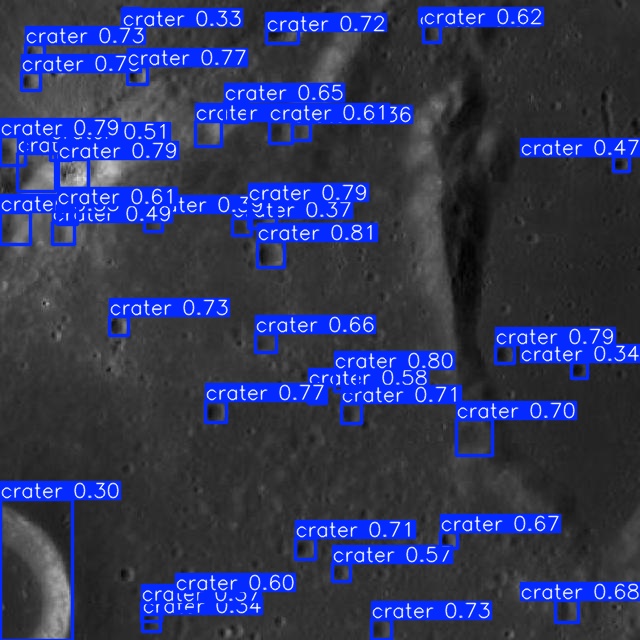 crater 0.33
crater 0.62
crater 0.72
crater 0.73
crater 0.77
crater 0.65
crater 0.61
36
crater 0.79
0.51
crater 0.79
crater 0.47
crater 0.61
crater 0.79
0.37
crater 0.49
crater 0.81
crater 0.73
crater 0.66
crater 0.79
crater 0.34
crater 0.80
0.58
crater 0.77
crater 0.71
crater 0.70
crater 0.30
crater 0.71
crater 0.67
crater 0.57
crater 0.60
crater 0.68
crater 0.73